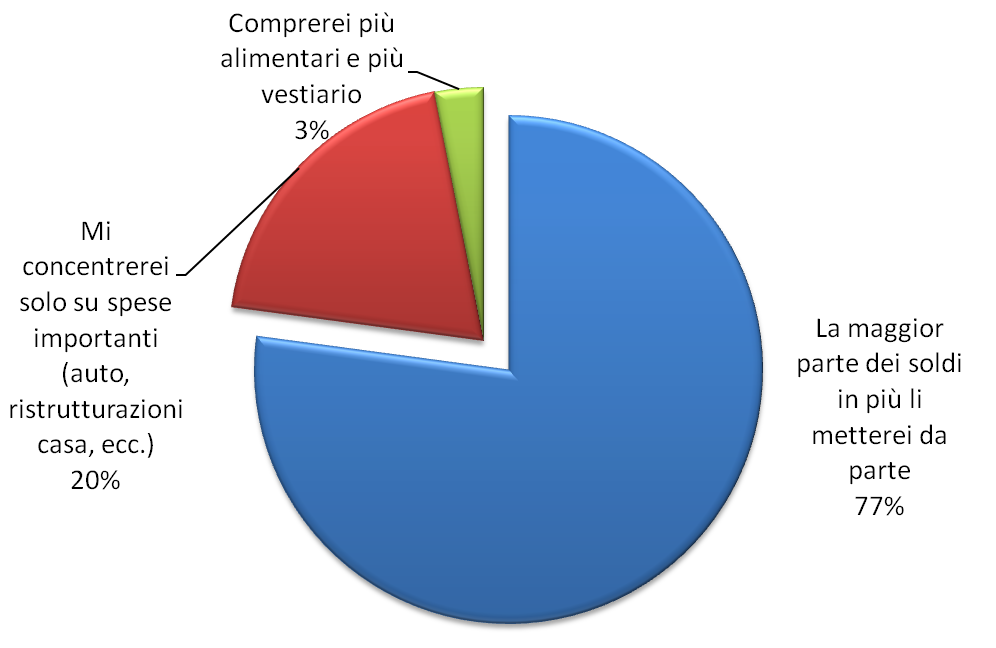 Comprerei più
alimentari e più
vestiario
3%
Mi
concentrerei
solo su spese
importanti
(auto,
ristrutturazioni
casa, ecc.)
20%
La maggior
parte dei soldi
in più li
metterei da
parte
77%